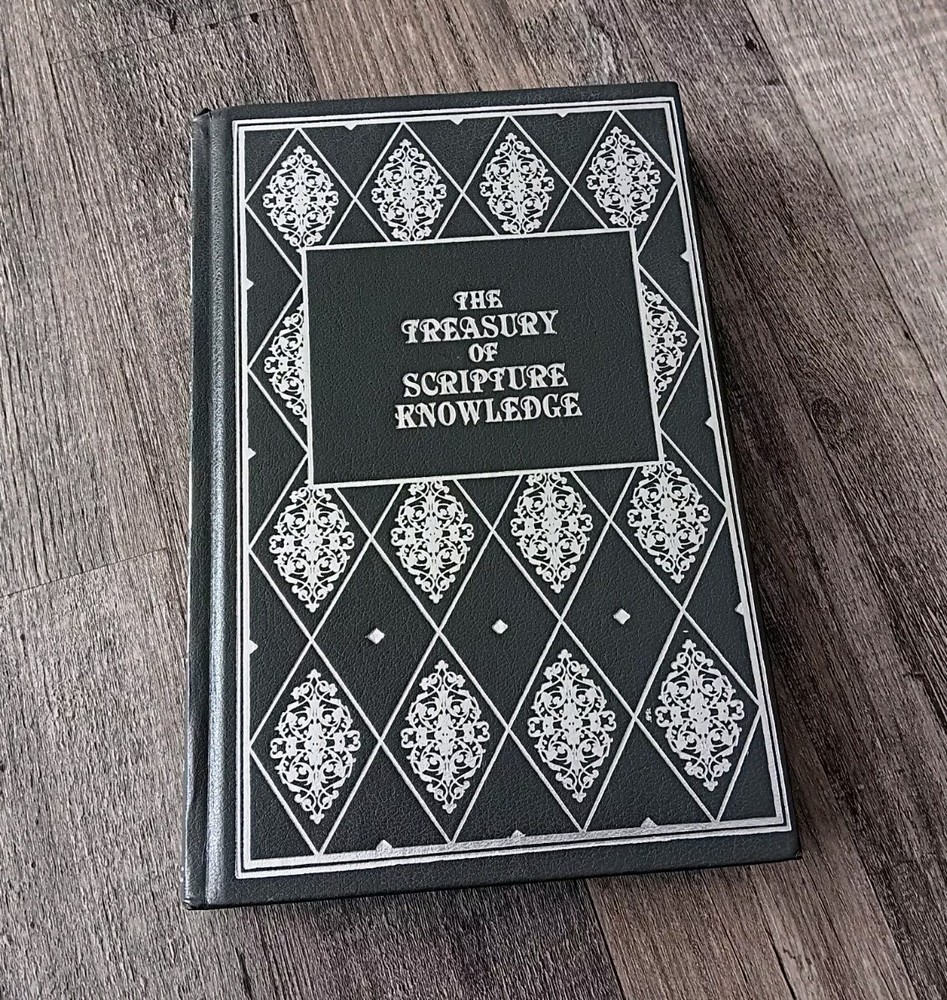 THE
TREASURY
OF
SCRIPTURE
KNOWLEDGE